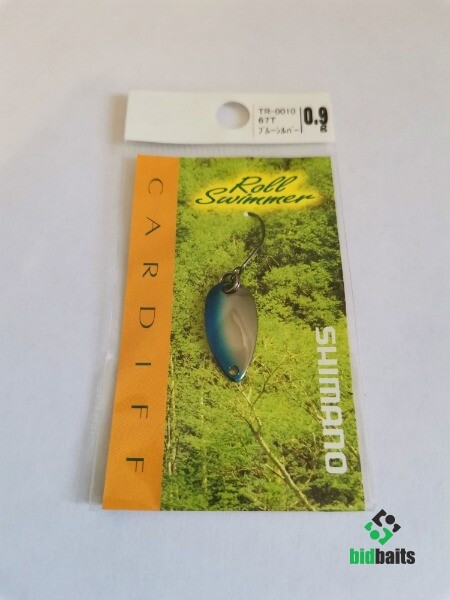 TR-0010
67T
ブルーシルバー
0.9
g
Roll
Swimmer
CARDIFF
SHIMANO
bidbaits